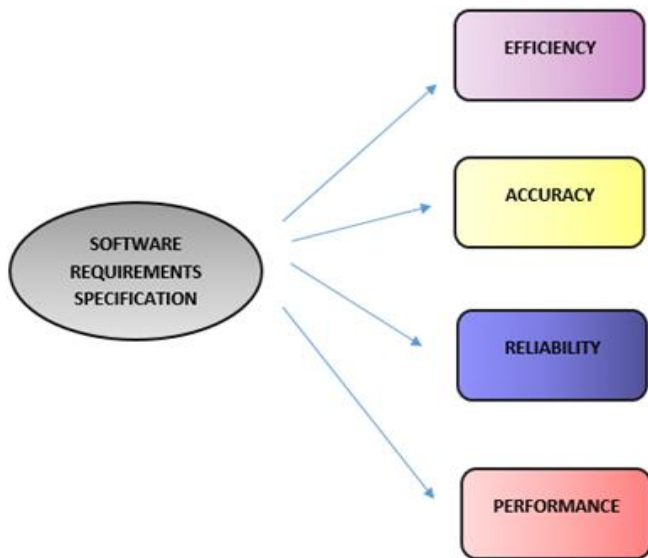 EFFICIENCY
ACCURACY
SOFTWARE
REQUIREMENTS
SPECIFICATION
RELIABILITY
PERFORMANCE